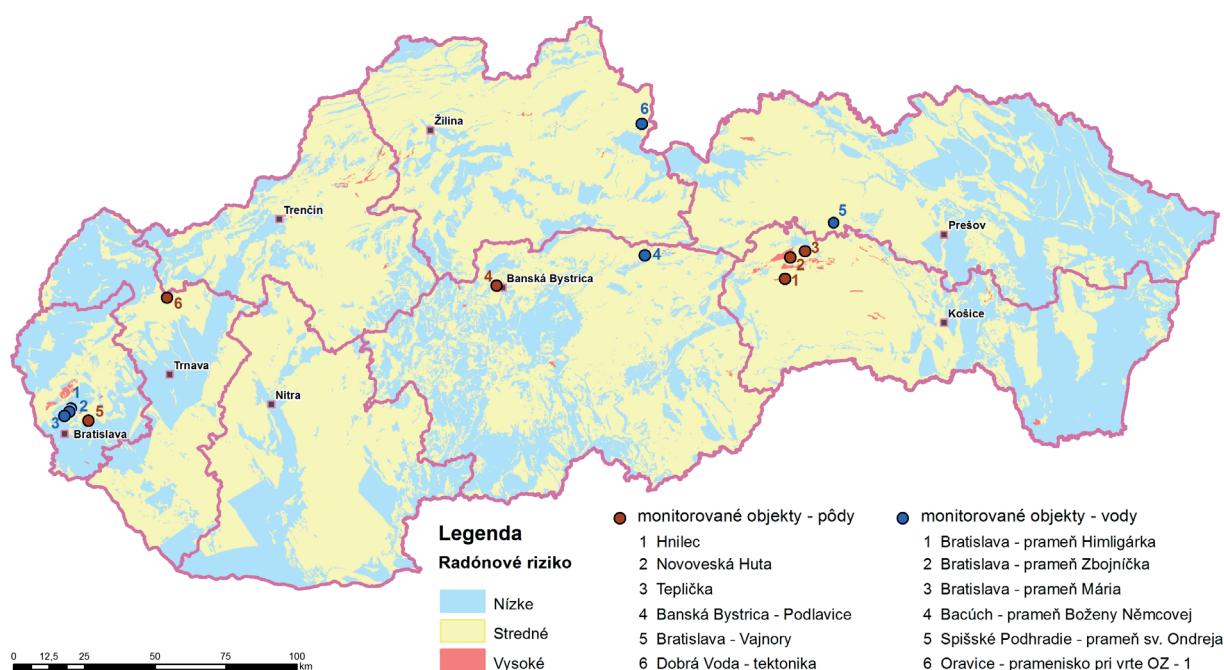 6
Žilina
Trenčín
5
Prešov
4
3
2
1
4
Banská Bystrica
6
Košice
Trnava
Nitra
1
2
3
5
Bratislava
Legenda
Radónové riziko
Nízke
Stredné
Vysoké
monitorované objekty - pôdy
1 Hnilec
2 Novoveská Huta
3 Teplička
4 Banská Bystrica - Podlavice
5 Bratislava - Vajnory
6 Dobrá Voda - tektonika
monitorované objekty - vody
1 Bratislava - prameň Himligárka
2 Bratislava - prameň Zbojníčka
3 Bratislava - prameň Mária
4 Bacúch - prameň Boženy Němcovej
5 Spišské Podhradie - prameň sv. Ondreja
6 Oravice - pramenisko pri vrte OZ - 1
0 12,5 25 50 75 100
km